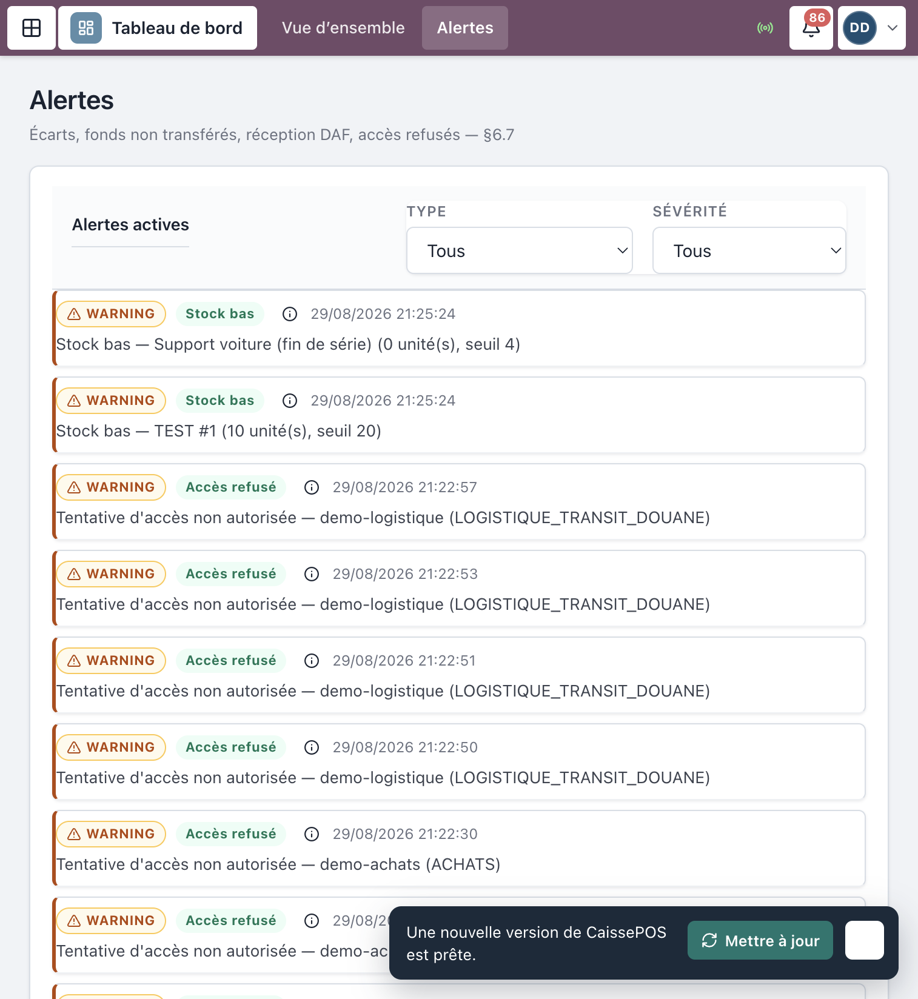 Tableau de bord
Vue d’ensemble
Alertes
86
DD
Alertes
Écarts, fonds non transférés, réception DAF, accès refusés — §6.7
Alertes actives
TYPE
Tous
SÉVÉRITÉ
Tous
WARNING Stock bas 29/08/2026 21:25:24
Stock bas — Support voiture (fin de série) (0 unité(s), seuil 4)
WARNING Stock bas 29/08/2026 21:25:24
Stock bas — TEST #1 (10 unité(s), seuil 20)
WARNING Accès refusé 29/08/2026 21:22:57
Tentative d'accès non autorisée — demo-logistique (LOGISTIQUE_TRANSIT_DOUANE)
WARNING Accès refusé 29/08/2026 21:22:53
Tentative d'accès non autorisée — demo-logistique (LOGISTIQUE_TRANSIT_DOUANE)
WARNING Accès refusé 29/08/2026 21:22:51
Tentative d'accès non autorisée — demo-logistique (LOGISTIQUE_TRANSIT_DOUANE)
WARNING Accès refusé 29/08/2026 21:22:50
Tentative d'accès non autorisée — demo-logistique (LOGISTIQUE_TRANSIT_DOUANE)
WARNING Accès refusé 29/08/2026 21:22:30
Tentative d'accès non autorisée — demo-achats (ACHATS)
WARNING Accès refusé 29/08/20
Tentative d'accès non autorisée — demo-ac
Une nouvelle version de CaissePOS
est prête.
Mettre à jour